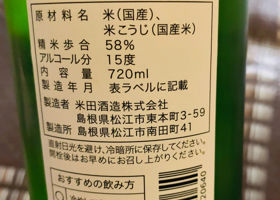 原材料名 米(国産)、
米こうじ(国産米)
精米歩合 58%
アルコール分 15度
内容量 720ml
製造年月 表ラベルに記載
製造者 米田酒造株式会社
島根県松江市東本町3-59
製造所 島根県松江市南田町41
直射日光を避け、冷暗所に保存してください。
開栓後はお早めにお召し上がりください。
おすすめの飲み方
20640